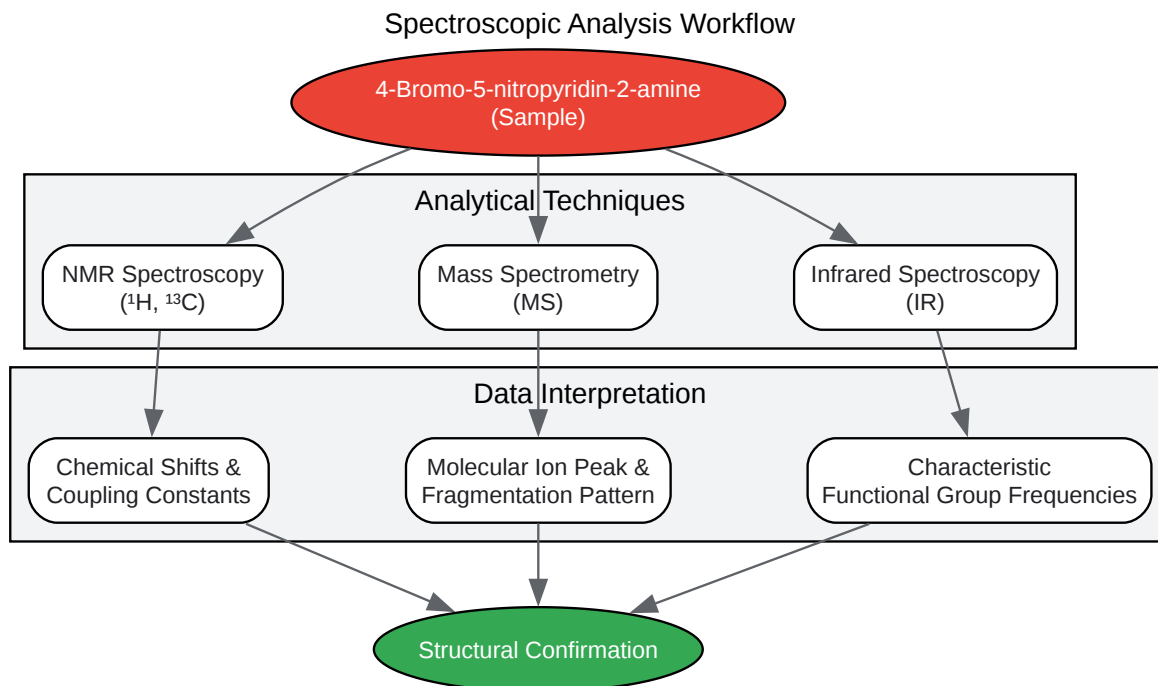 Spectroscopic Analysis Workflow
4-Bromo-5-nitropyridin-2-amine
(Sample)
Analytical Techniques
NMR Spectroscopy
(¹H, ¹³C)
Mass Spectrometry
(MS)
Infrared Spectroscopy
(IR)
Data Interpretation
Chemical Shifts &
Coupling Constants
Molecular Ion Peak &
Fragmentation Pattern
Characteristic
Functional Group Frequencies
Structural Confirmation